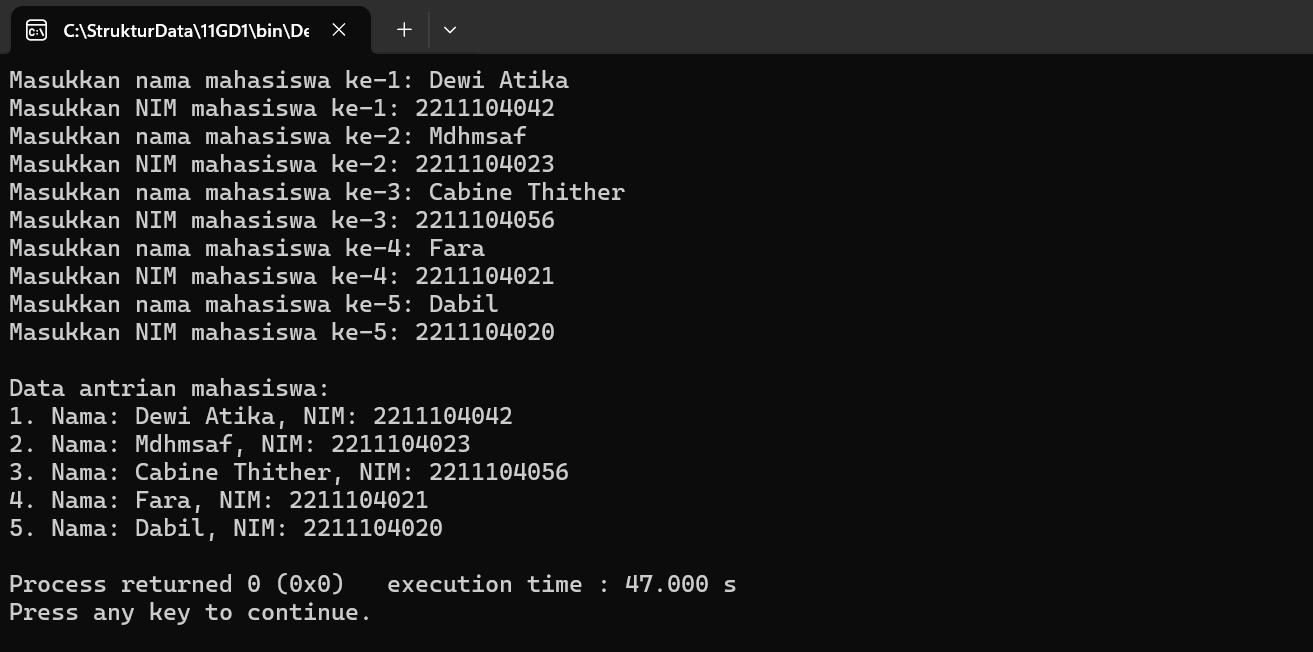 C:\StrukturData\11GD1\bin\De
Masukkan nama mahasiswa ke-1: Dewi Atika
Masukkan NIM mahasiswa ke-1: 2211104042
Masukkan nama mahasiswa ke-2: Mdhmsaf
Masukkan NIM mahasiswa ke-2: 2211104023
Masukkan nama mahasiswa ke-3: Cabine Thither
Masukkan NIM mahasiswa ke-3: 2211104056
Masukkan nama mahasiswa ke-4: Fara
Masukkan NIM mahasiswa ke-4: 2211104021
Masukkan nama mahasiswa ke-5: Dabil
Masukkan NIM mahasiswa ke-5: 2211104020
Data antrian mahasiswa:
1. Nama: Dewi Atika, NIM: 2211104042
2. Nama: Mdhmsaf, NIM: 2211104023
3. Nama: Cabine Thither, NIM: 2211104056
4. Nama: Fara, NIM: 2211104021
5. Nama: Dabil, NIM: 2211104020
Process returned 0 (0x0)   execution time : 47.000 s
Press any key to continue.